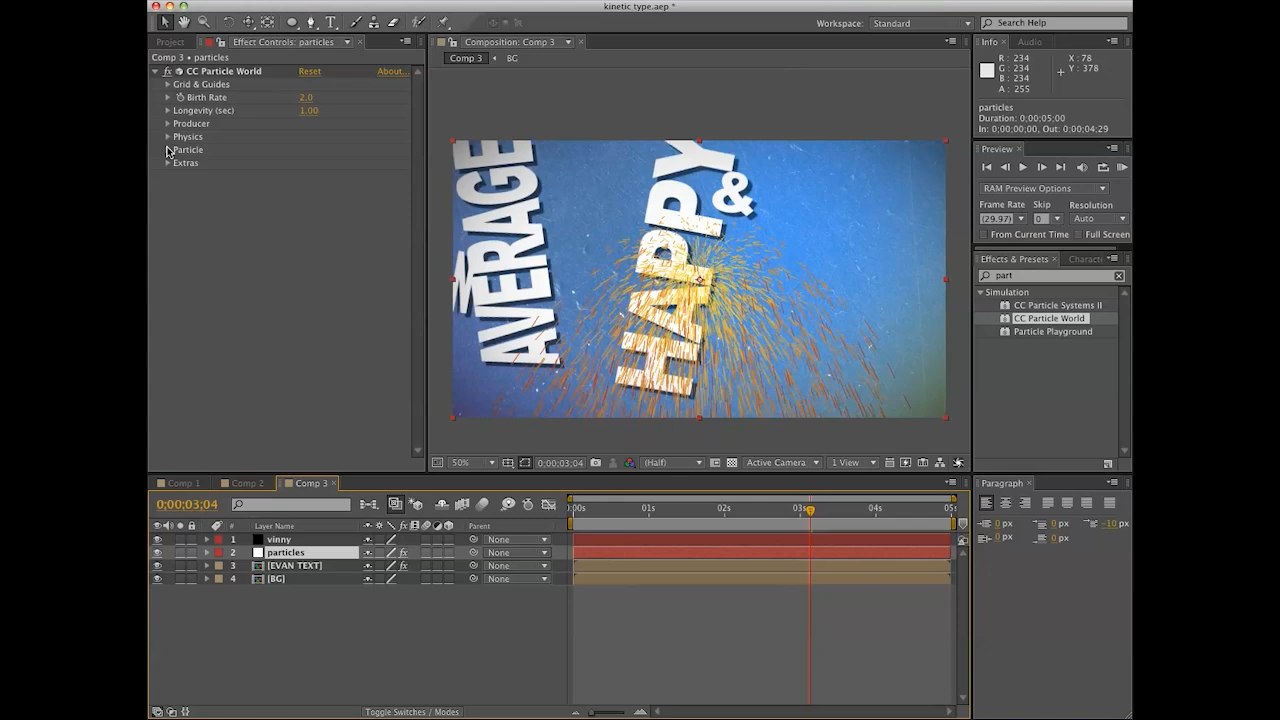 kinetic type.aep *
Workspace: Standard
Search Help
Project
Effect Controls: particles
Comp 3 • particles
fx CC Particle World Reset About...
Grid & Guides
Birth Rate 2.0
Longevity (sec) 1.00
Producer
Physics
Particle
Extras
Composition: Comp 3
Comp 3 BG
AVERAGE
HAPPY
&
50% 0;00;03;04 (Half) Active Camera 1 View
Info Audio
R : 234
G : 234
B : 234
A : 255
X : 78
Y : 378
particles
Duration: 0;00;05;00
In: 0;00;00;00, Out: 0;00;04;29
Preview
RAM Preview Options
Frame Rate Skip Resolution
(29.97) 0 Auto
From Current Time Full Screen
Effects & Presets Charact
part
Simulation
CC Particle Systems II
CC Particle World
Particle Playground
Paragraph
0 px 0 px -10 px
0 px 0 px
Comp 1 Comp 2 Comp 3
0;00;03;04
:00s 01s 02s 03s 04s 05s
# Layer Name fx Parent
1 vinny None
2 particles fx None
3 [EVAN TEXT] fx None
4 [BG] None
Toggle Switches / Modes